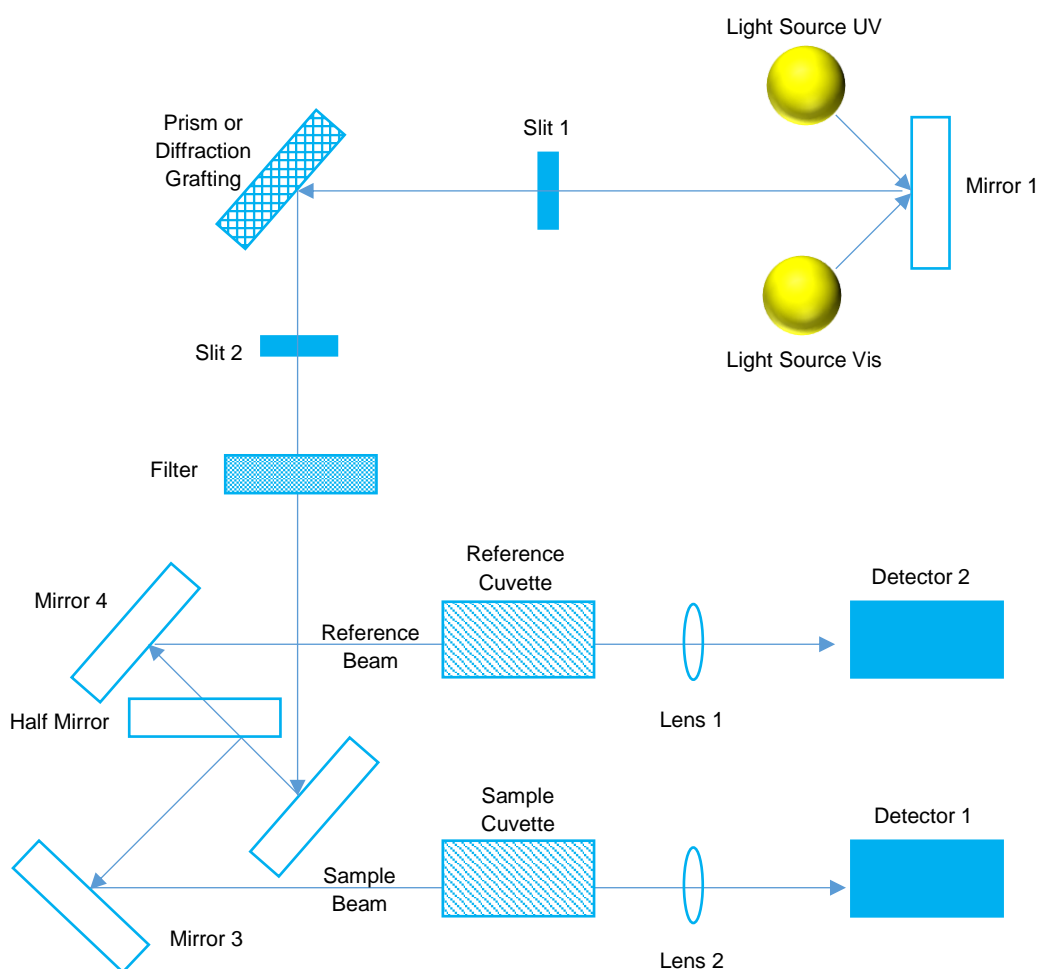 Light Source UV
Slit 1
Prism or
Diffraction
Grafting
Mirror 1
Slit 2
Light Source Vis
Filter
Reference
Cuvette
Detector 2
Mirror 4
Reference
Beam
Half Mirror
Lens 1
Sample
Cuvette
Detector 1
Sample
Beam
Mirror 3
Lens 2